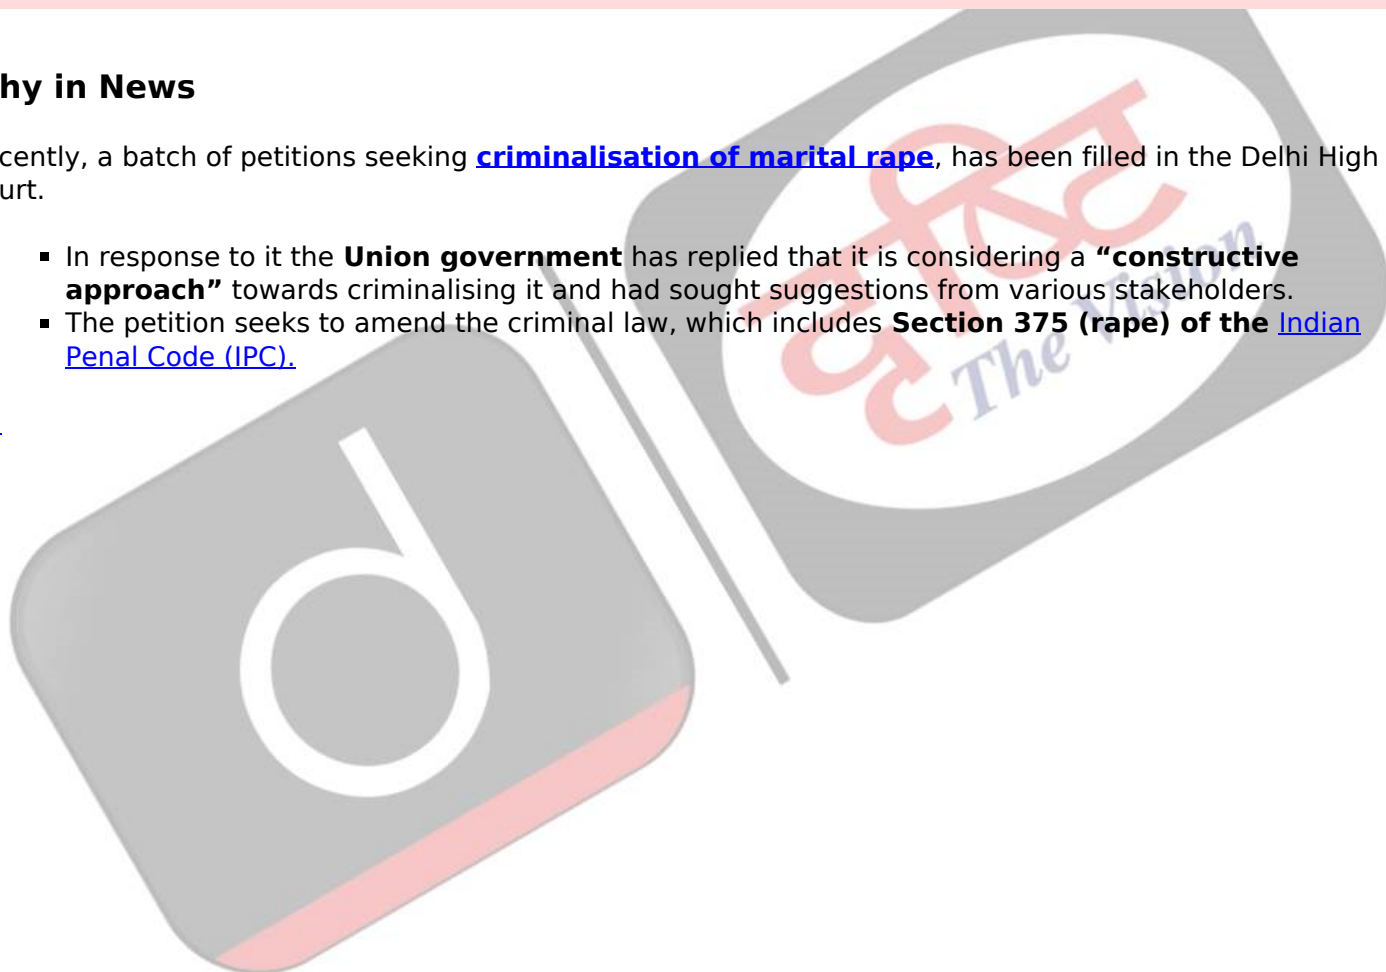 hy in News
cently, a batch of petitions seeking criminalisation of marital rape, has been filled in the Delhi High
urt.
▪ In response to it the Union government has replied that it is considering a “constructive
approach” towards criminalising it and had sought suggestions from various stakeholders.
▪ The petition seeks to amend the criminal law, which includes Section 375 (rape) of the Indian
Penal Code (IPC).
दृष्टि
The Vision
d